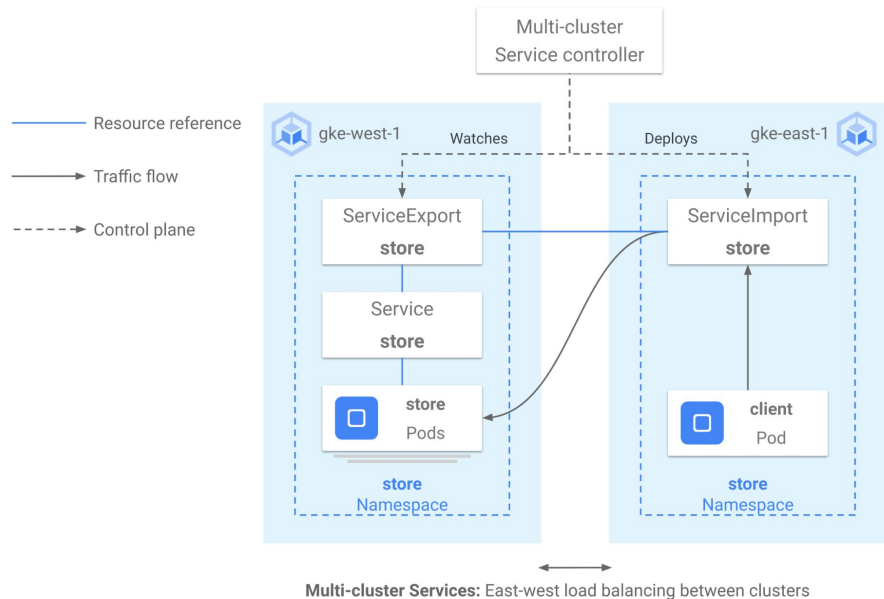 Multi-cluster
Service controller
Resource reference
Traffic flow
Control plane
gke-west-1
Watches
Deploys
gke-east-1
ServiceExport
store
Service
store
store
Pods
store
Namespace
ServiceImport
store
client
Pod
store
Namespace
Multi-cluster Services: East-west load balancing between clusters